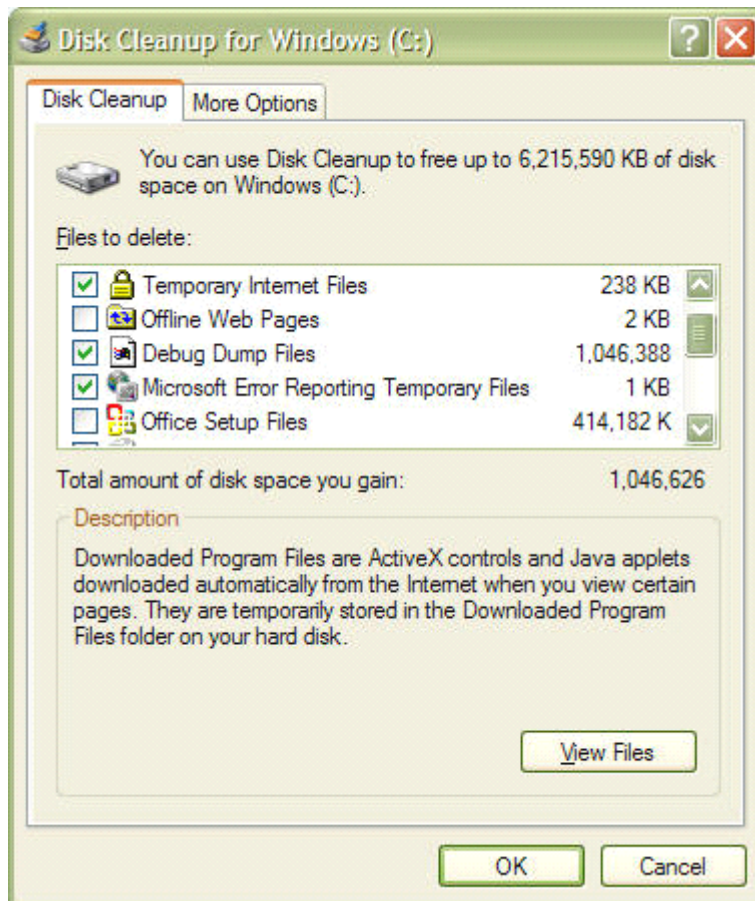 Disk Cleanup for Windows (C:)
Disk Cleanup
More Options
You can use Disk Cleanup to free up to 6,215,590 KB of disk
space on Windows (C:).
Files to delete:
Temporary Internet Files 238 KB
Offline Web Pages 2 KB
Debug Dump Files 1,046,388
Microsoft Error Reporting Temporary Files 1 KB
Office Setup Files 414,182 K
Total amount of disk space you gain: 1,046,626
Description
Downloaded Program Files are ActiveX controls and Java applets
downloaded automatically from the Internet when you view certain
pages. They are temporarily stored in the Downloaded Program
Files folder on your hard disk.
View Files
OK
Cancel